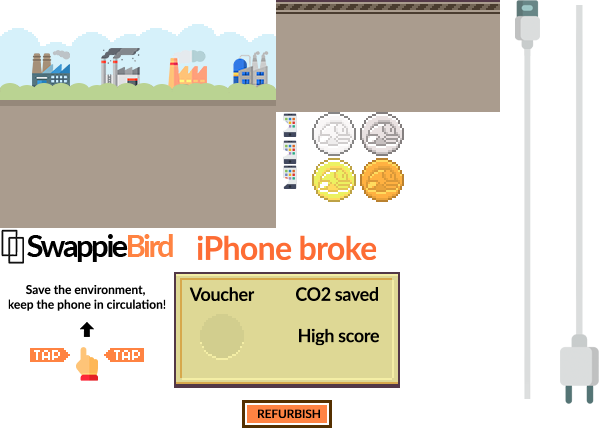 SwappieBird
iPhone broke
Save the environment,
keep the phone in circulation!
TAP TAP
Voucher
CO2 saved
High score
REFURBISH